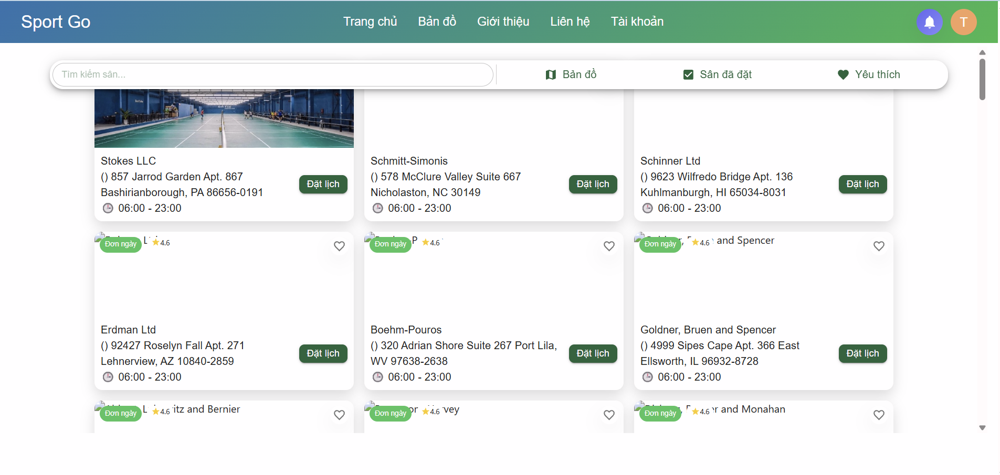 Sport Go
Trang chủ
Bản đồ
Giới thiệu
Liên hệ
Tài khoản
T
Tìm kiếm sân...
Bản đồ
Sân đã đặt
Yêu thích
Stokes LLC
() 857 Jarrod Garden Apt. 867
Bashirianborough, PA 86656-0191
06:00 - 23:00
Đặt lịch
Schmitt-Simonis
() 578 McClure Valley Suite 667
Nicholaston, NC 30149
06:00 - 23:00
Đặt lịch
Schinner Ltd
() 9623 Wilfredo Bridge Apt. 136
Kuhlmanburgh, HI 65034-8031
06:00 - 23:00
Đặt lịch
Đơn ngày
4.6
Erdman Ltd
() 92427 Roselyn Fall Apt. 271
Lehnerview, AZ 10840-2859
06:00 - 23:00
Đặt lịch
Đơn ngày
4.6
Boehm-Pouros
() 320 Adrian Shore Suite 267 Port Lila,
WV 97638-2638
06:00 - 23:00
Đặt lịch
Đơn ngày
4.6
and Spencer
Goldner, Bruen and Spencer
() 4999 Sipes Cape Apt. 366 East
Ellsworth, IL 96932-8728
06:00 - 23:00
Đặt lịch
Đơn ngày
4.6
and Bernier
Đơn ngày
4.6
Đơn ngày
4.6
and Monahan